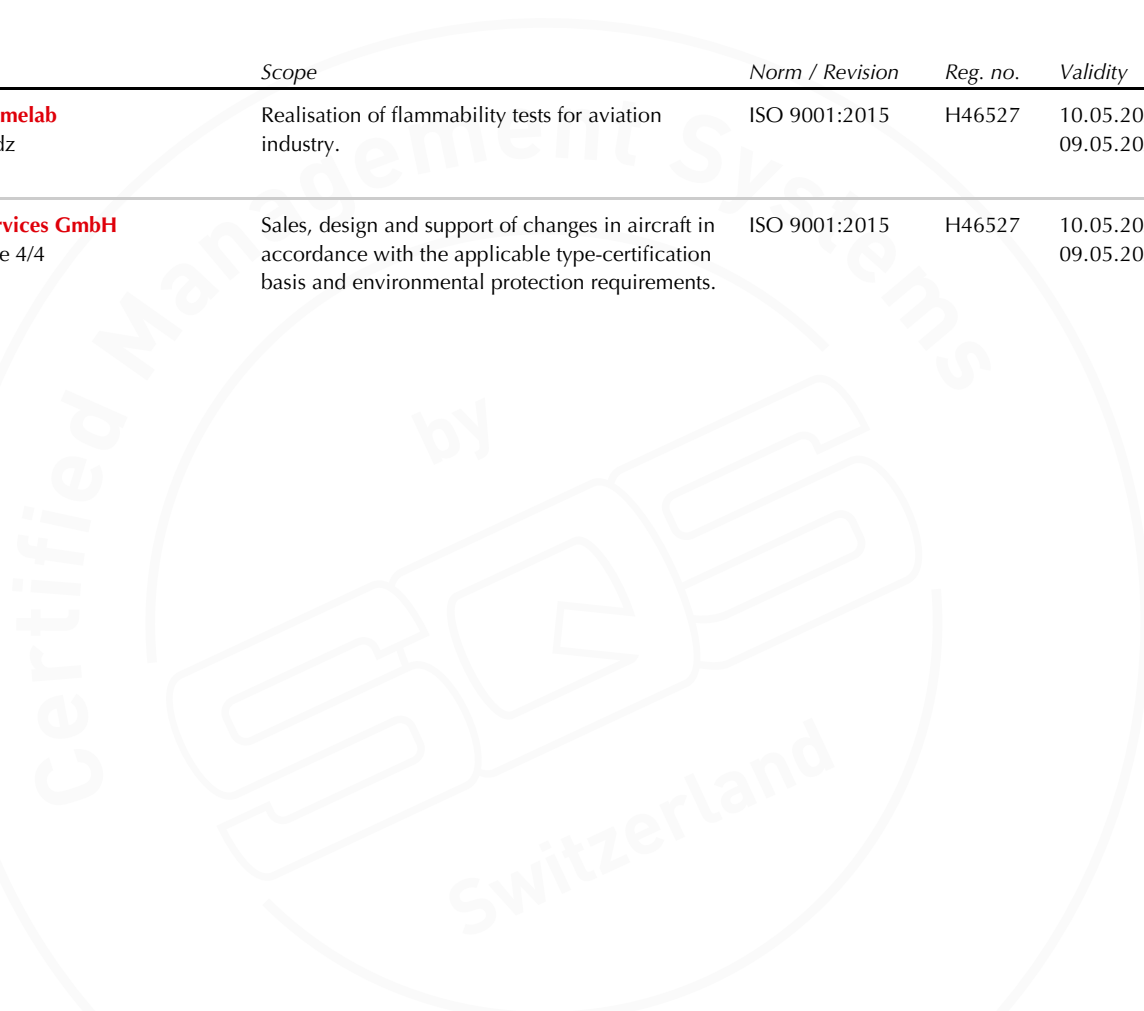 Scope Norm / Revision Reg. no. Validity
melab Realisation of flammability tests for aviation ISO 9001:2015 H46527 10.05.20
dz industry. 09.05.20
rvices GmbH Sales, design and support of changes in aircraft in ISO 9001:2015 H46527 10.05.20
e 4/4 accordance with the applicable type-certification 09.05.20
basis and environmental protection requirements.
Certified Management Systems
by
SQS
Switzerland